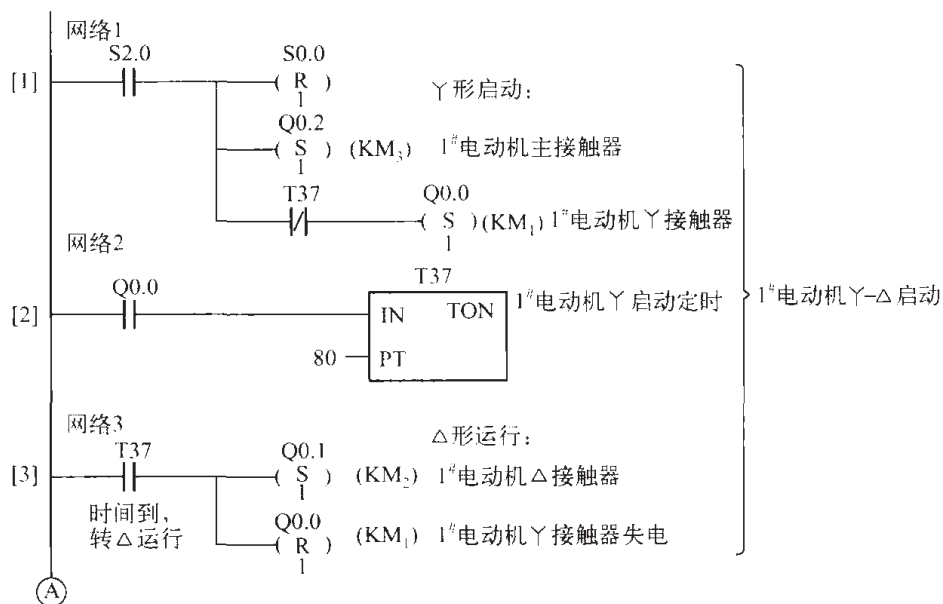 网络1
S2.0
S0.0
[1]
( R )
1
丫形启动:
Q0.2
( S )
1
(KM₃)
1#电动机主接触器
T37
Q0.0
( S )
1
(KM₁)
1#电动机丫接触器
网络2
Q0.0
T37
[2]
IN
TON
1#电动机丫启动定时
80
PT
1#电动机丫-△启动
网络3
△形运行:
T37
Q0.1
[3]
( S )
1
(KM₂)
1#电动机△接触器
时间到,
转△运行
Q0.0
( R )
1
(KM₁)
1#电动机丫接触器失电
A